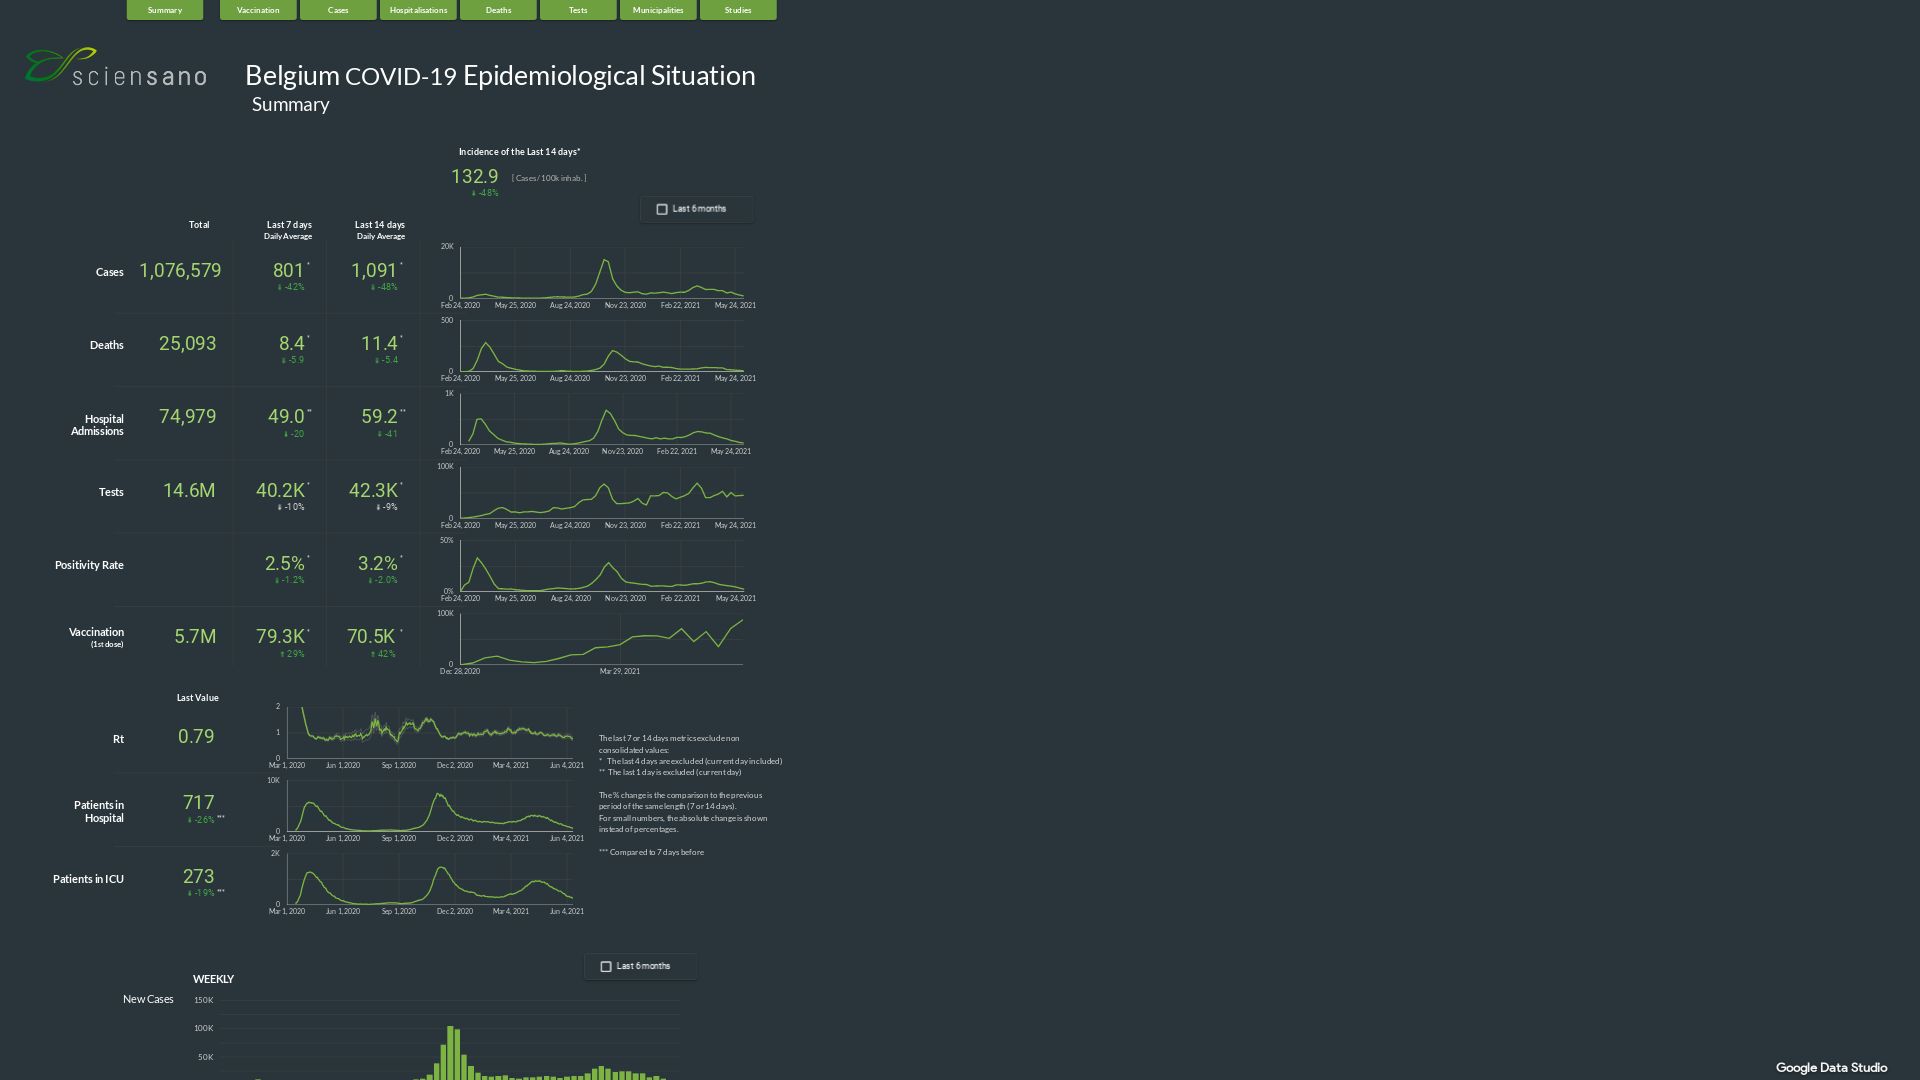 Summary Vaccination Cases Hospitalisations Deaths Tests Municipalities Studies
sciensano
Belgium COVID-19 Epidemiological Situation
Summary
Incidence of the Last 14 days*
132.9 [ Cases/100k inhab. ]
-48%
Last 6 months
Total Last 7 days Last 14 days
Daily Average Daily Average
Cases 1,076,579 801 * 1,091 *
-42% -48%
20K
0
Feb 24, 2020 May 25, 2020 Aug 24, 2020 Nov 23, 2020 Feb 22, 2021 May 24, 2021
Deaths 25,093 8.4 * 11.4 *
-5.9 -5.4
500
0
Feb 24, 2020 May 25, 2020 Aug 24, 2020 Nov 23, 2020 Feb 22, 2021 May 24, 2021
Hospital
Admissions
74,979 49.0 ** 59.2 **
-20 -41
1K
0
Feb 24, 2020 May 25, 2020 Aug 24, 2020 Nov 23, 2020 Feb 22, 2021 May 24, 2021
Tests 14.6M 40.2K * 42.3K *
-10% -9%
100K
0
Feb 24, 2020 May 25, 2020 Aug 24, 2020 Nov 23, 2020 Feb 22, 2021 May 24, 2021
Positivity Rate 2.5% * 3.2% *
-1.2% -2.0%
50%
0%
Feb 24, 2020 May 25, 2020 Aug 24, 2020 Nov 23, 2020 Feb 22, 2021 May 24, 2021
Vaccination
(1st dose)
5.7M 79.3K * 70.5K *
29% 42%
100K
0
Dec 28, 2020 Mar 29, 2021
Last Value
Rt 0.79
2
1
0
Mar 1, 2020 Jun 1, 2020 Sep 1, 2020 Dec 2, 2020 Mar 4, 2021 Jun 4, 2021
Patients in
Hospital
717
-26% ***
10K
0
Mar 1, 2020 Jun 1, 2020 Sep 1, 2020 Dec 2, 2020 Mar 4, 2021 Jun 4, 2021
Patients in ICU 273
-19% ***
2K
0
Mar 1, 2020 Jun 1, 2020 Sep 1, 2020 Dec 2, 2020 Mar 4, 2021 Jun 4, 2021
The last 7 or 14 days metrics exclude non
consolidated values:
* The last 4 days are excluded (current day included)
** The last 1 day is excluded (current day)
The % change is the comparison to the previous
period of the same length (7 or 14 days).
For small numbers, the absolute change is shown
instead of percentages.
*** Compared to 7 days before
Last 6 months
WEEKLY
New Cases
150K
100K
50K
Google Data Studio